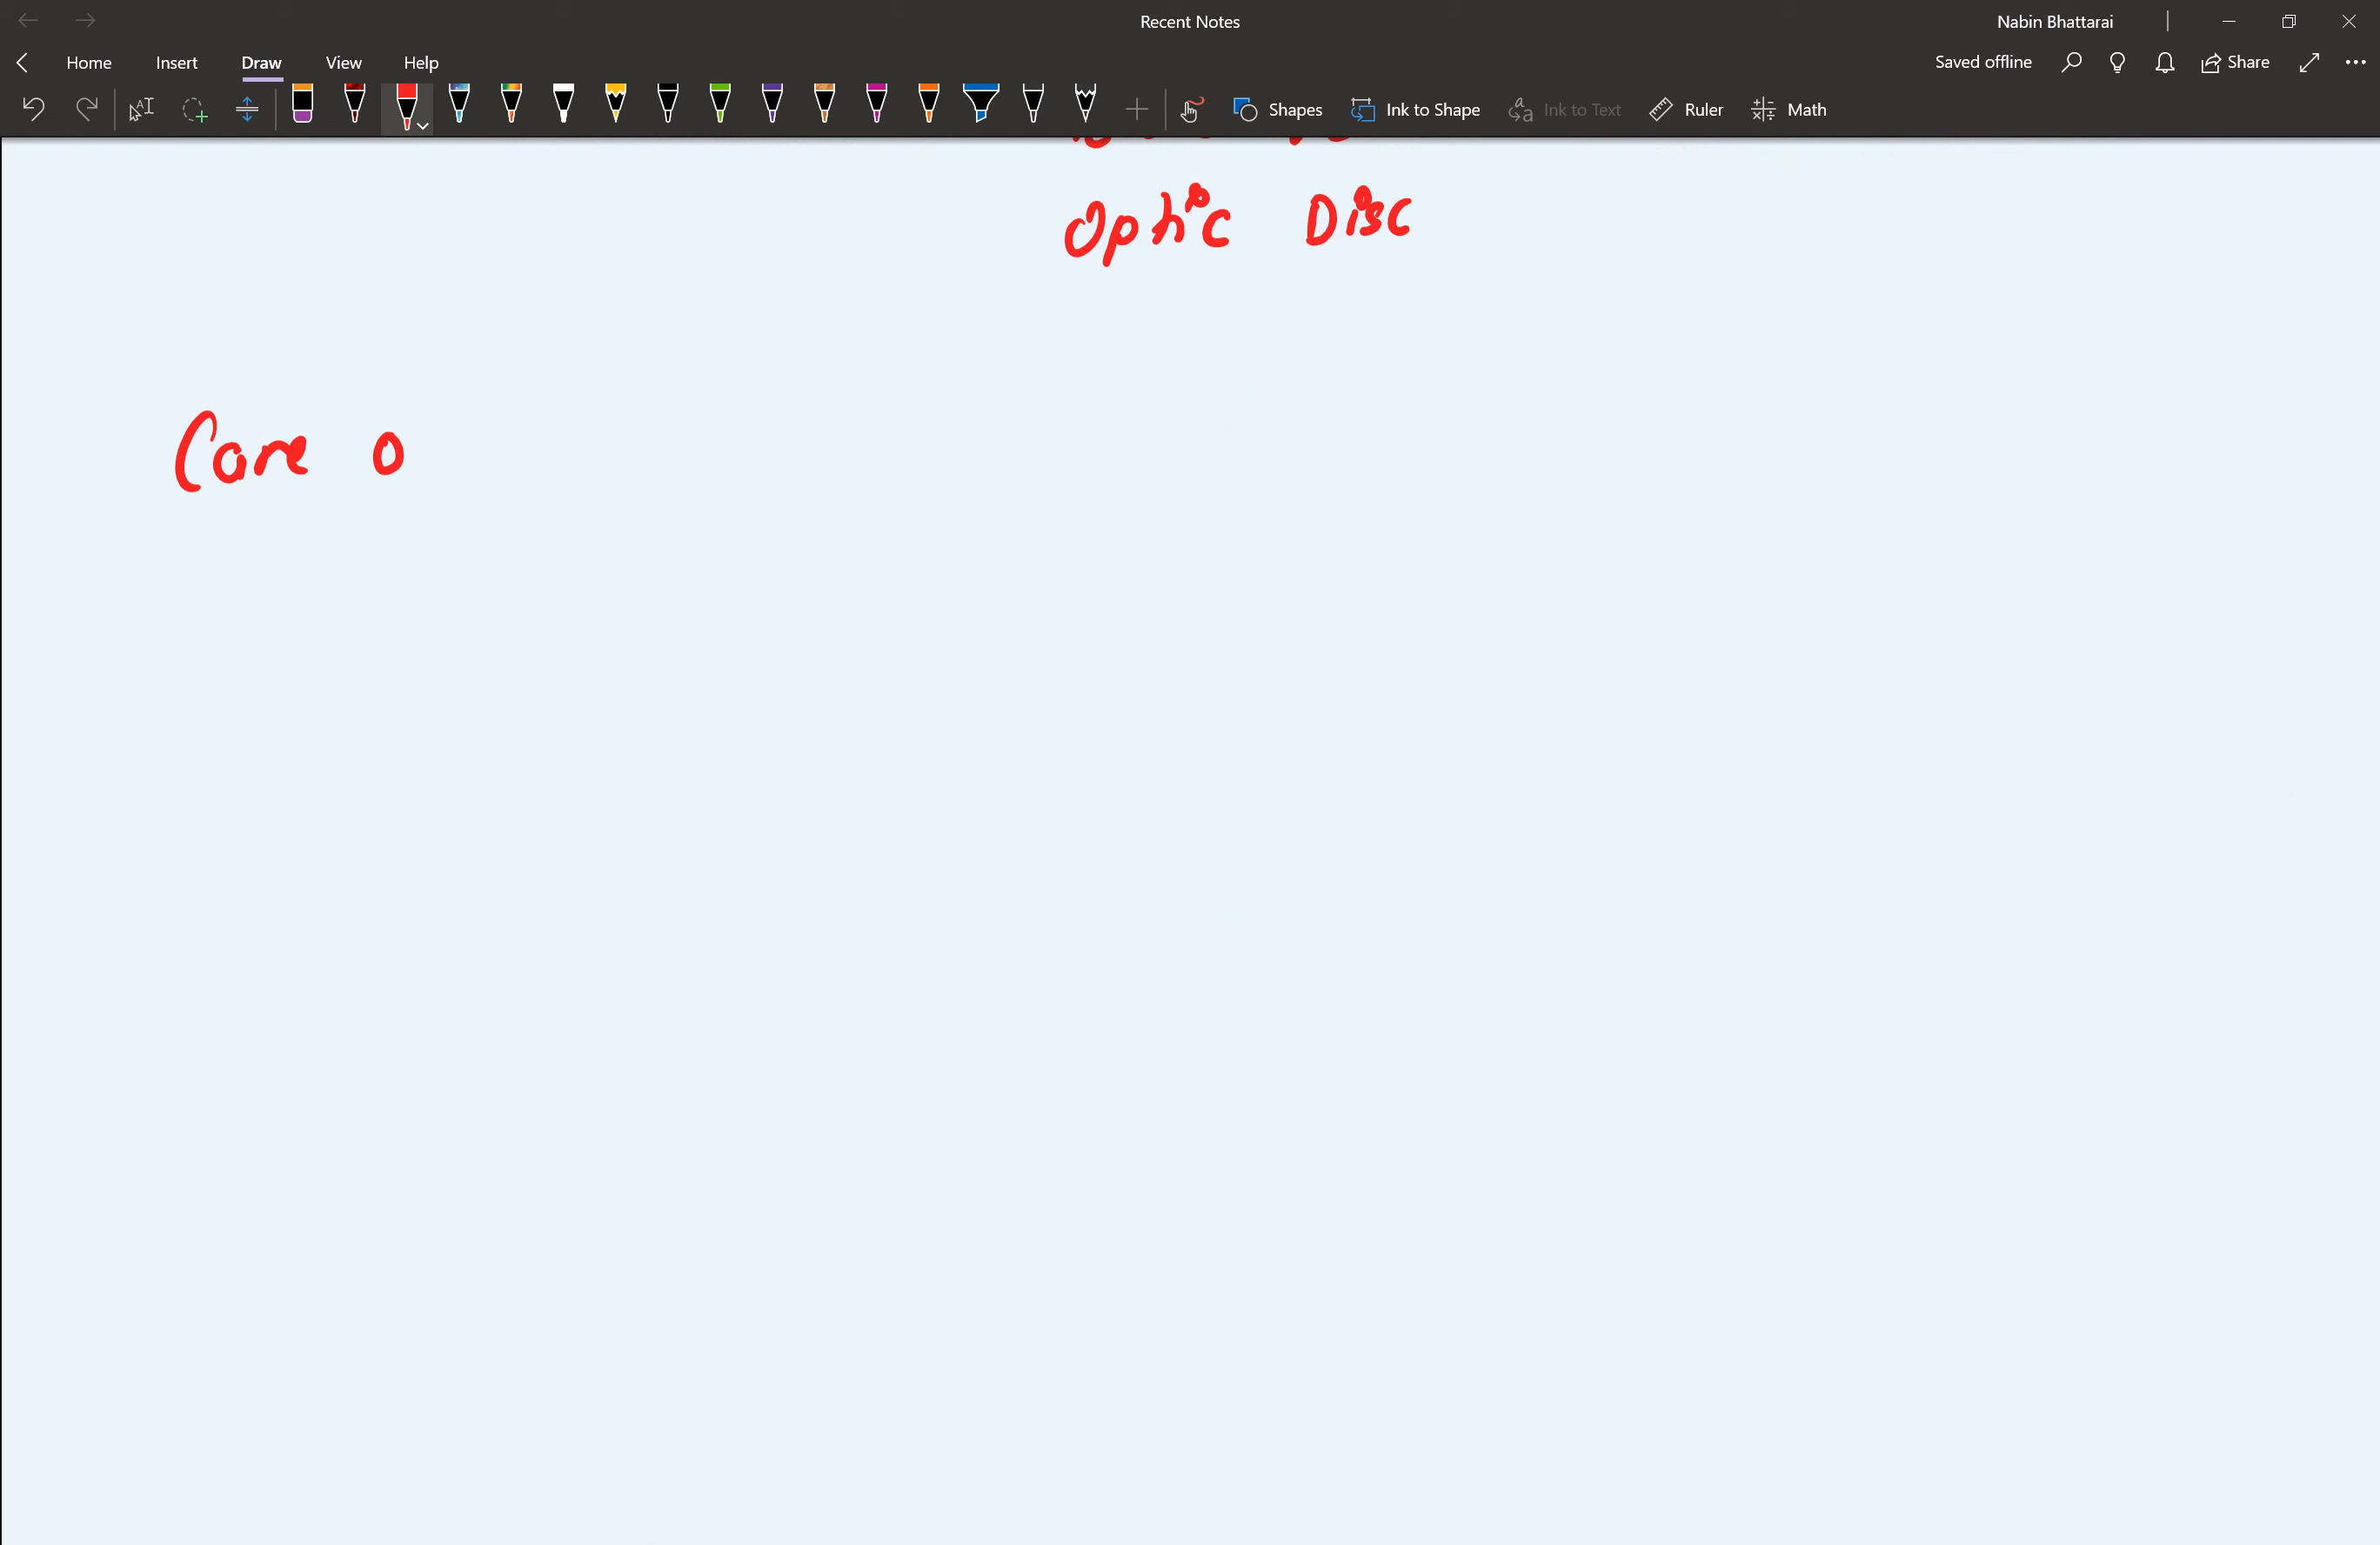 Recent Notes
Nabin Bhattarai
Home Insert Draw View Help
Saved offline
Share
Shapes Ink to Shape Ink to Text Ruler Math
Optic Disc
Care o